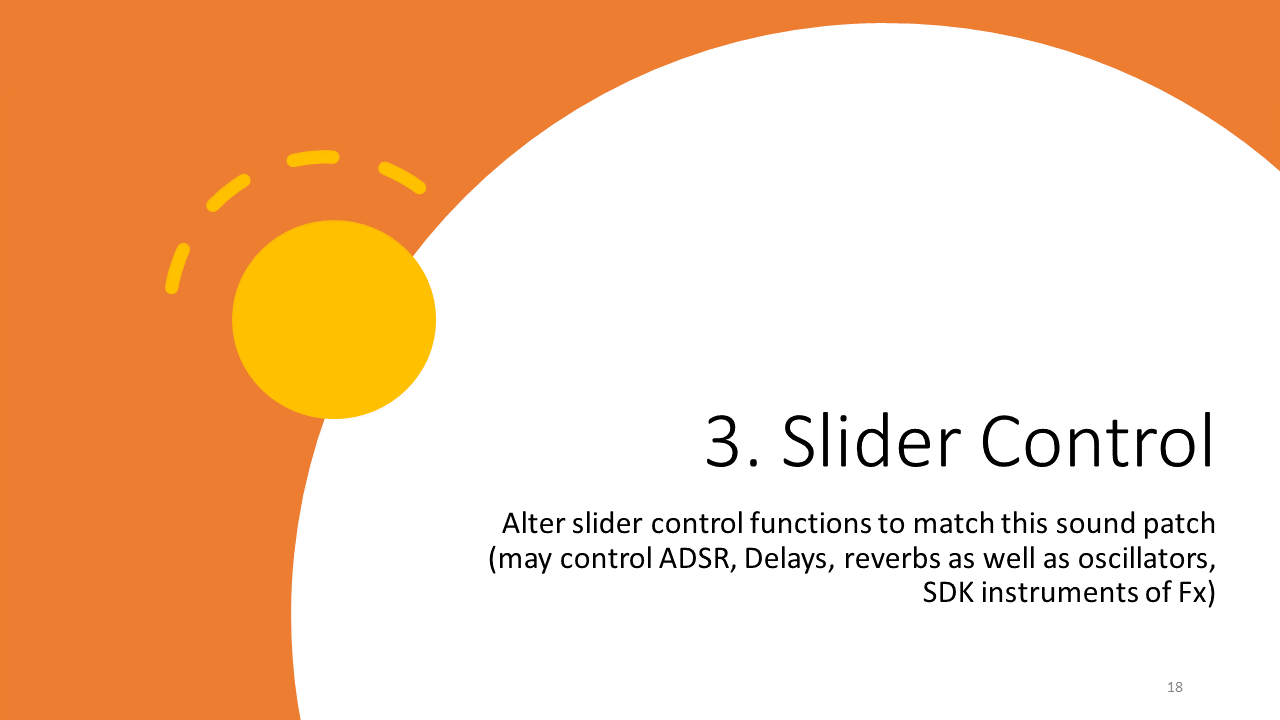 3. Slider Control
Alter slider control functions to match this sound patch
(may control ADSR, Delays, reverbs as well as oscillators,
SDK instruments of Fx)
18